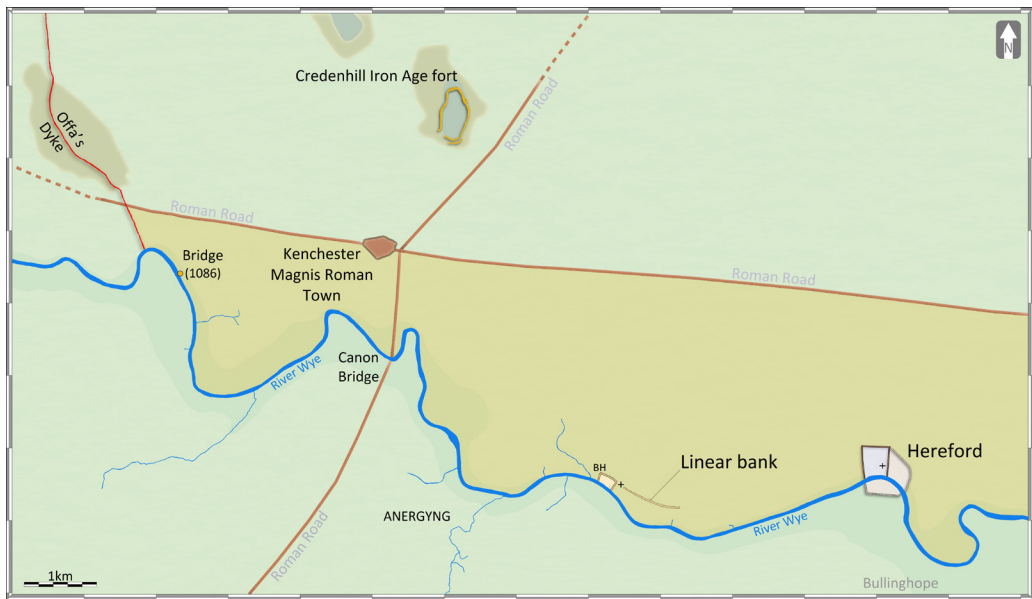 N
Credenhill Iron Age fort
Offa's
Dyke
Roman Road
Roman Road
Bridge
(1086)
Kenchester
Magnis Roman
Town
Roman Road
Canon
Bridge
River Wye
BH
Linear bank
Hereford
ANERGYNG
River Wye
Roman Road
1km
Bullinghope